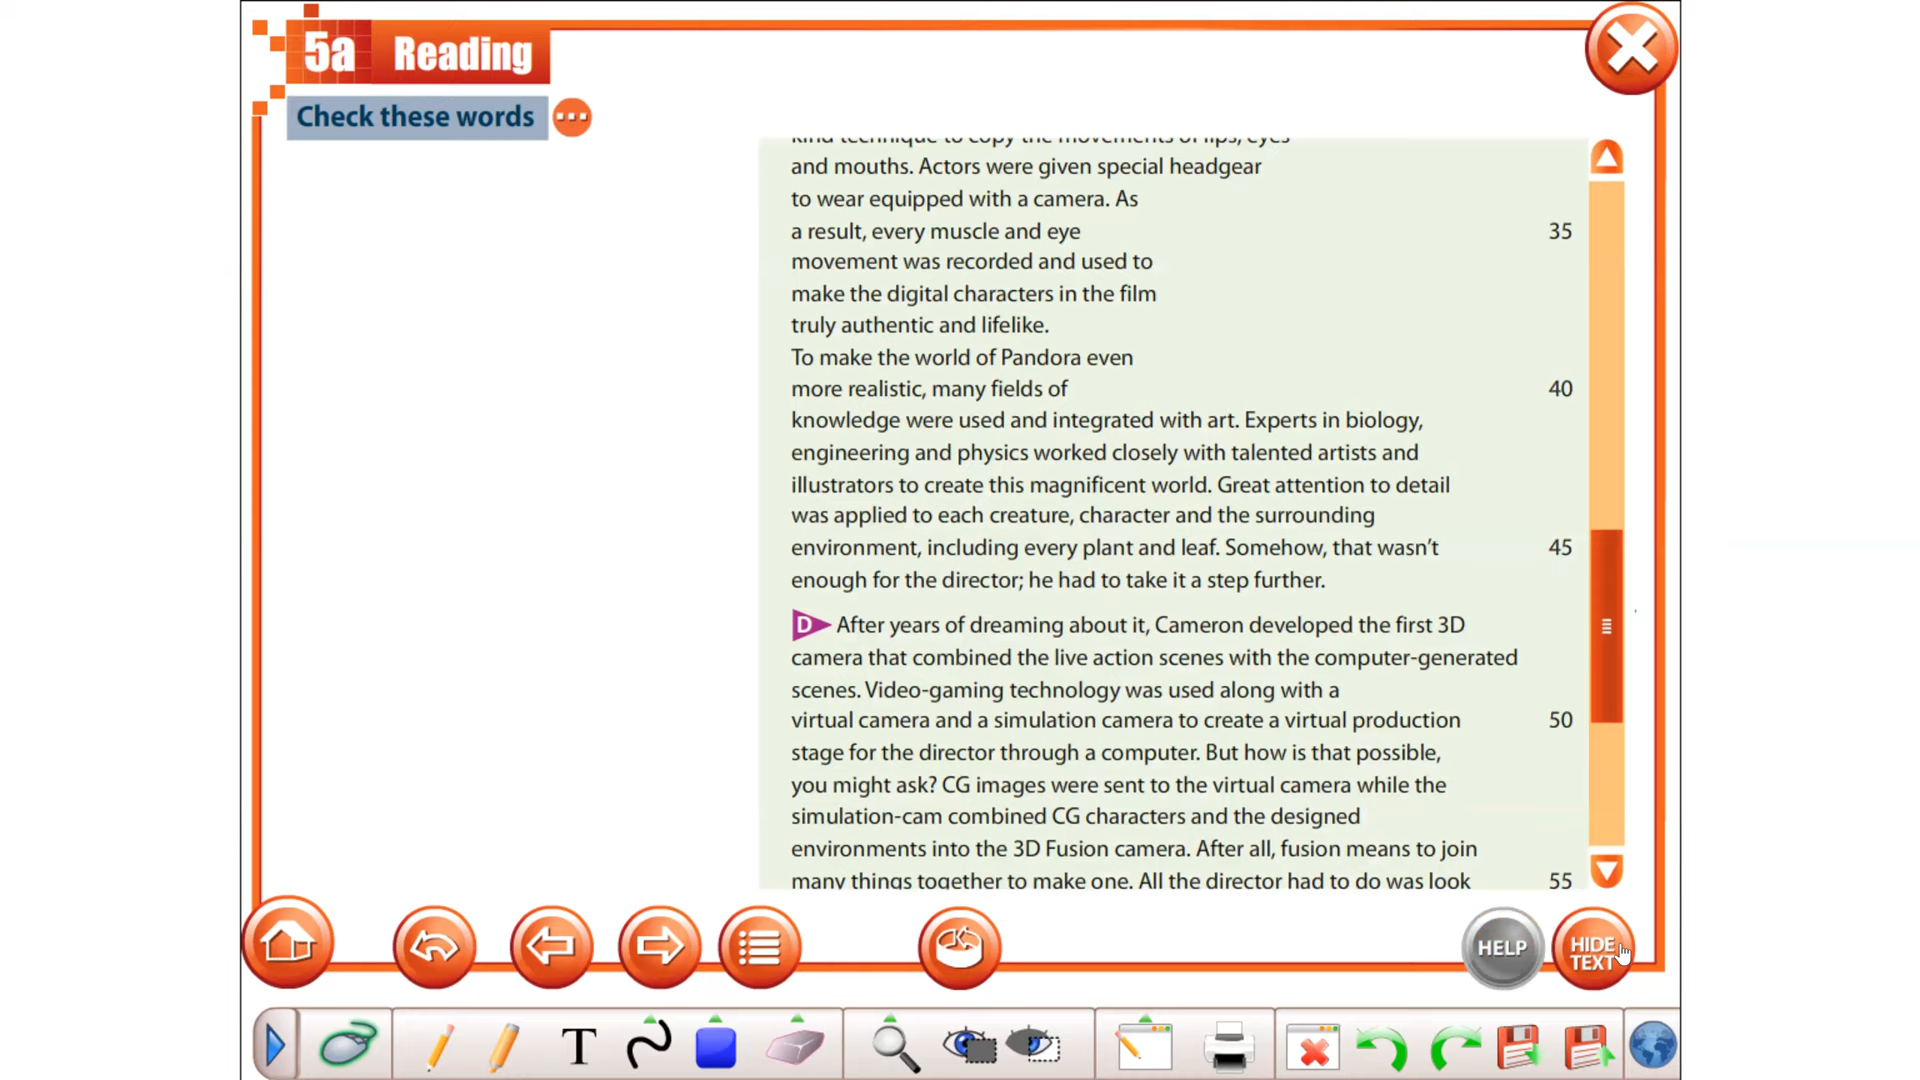 5a Reading
Check these words
kind technique to copy the movements of lips, eyes
and mouths. Actors were given special headgear
to wear equipped with a camera. As
a result, every muscle and eye 35
movement was recorded and used to
make the digital characters in the film
truly authentic and lifelike.
To make the world of Pandora even
more realistic, many fields of 40
knowledge were used and integrated with art. Experts in biology,
engineering and physics worked closely with talented artists and
illustrators to create this magnificent world. Great attention to detail
was applied to each creature, character and the surrounding
environment, including every plant and leaf. Somehow, that wasn't 45
enough for the director; he had to take it a step further.
D After years of dreaming about it, Cameron developed the first 3D
camera that combined the live action scenes with the computer-generated
scenes. Video-gaming technology was used along with a
virtual camera and a simulation camera to create a virtual production 50
stage for the director through a computer. But how is that possible,
you might ask? CG images were sent to the virtual camera while the
simulation-cam combined CG characters and the designed
environments into the 3D Fusion camera. After all, fusion means to join
many things together to make one. All the director had to do was look 55
HELP
HIDE
TEXT
T